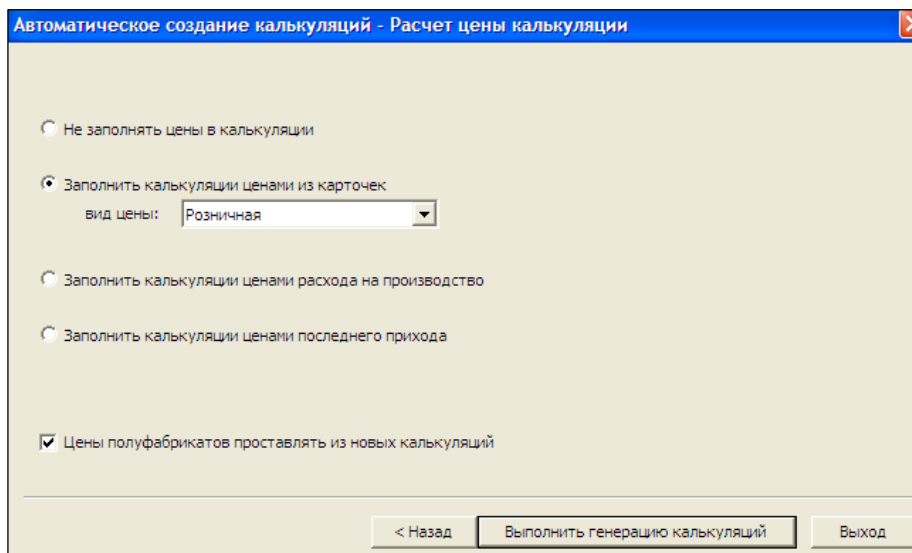 Автоматическое создание калькуляций - Расчет цены калькуляции
Не заполнять цены в калькуляции
Заполнить калькуляции ценами из карточек
вид цены: Розничная
Заполнить калькуляции ценами расхода на производство
Заполнить калькуляции ценами последнего прихода
Цены полуфабрикатов проставлять из новых калькуляций
< Назад Выполнить генерацию калькуляций Выход